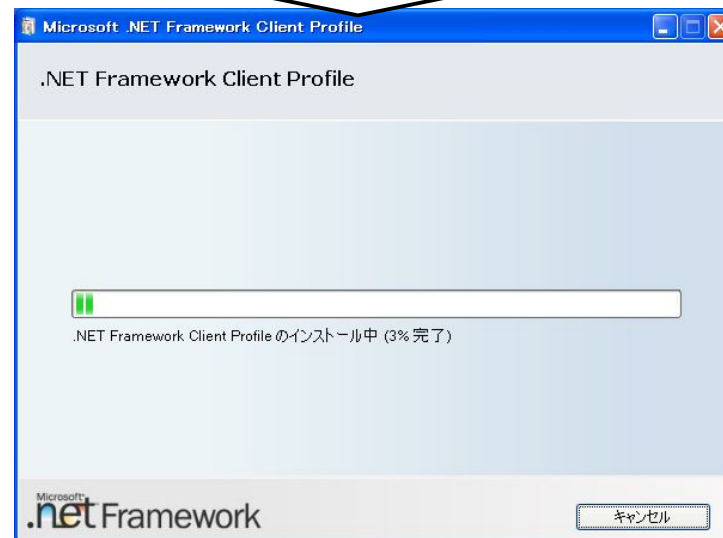 Microsoft .NET Framework Client Profile
.NET Framework Client Profile
.NET Framework Client Profile のインストール中 (3% 完了)
Microsoft
.net Framework
キャンセル